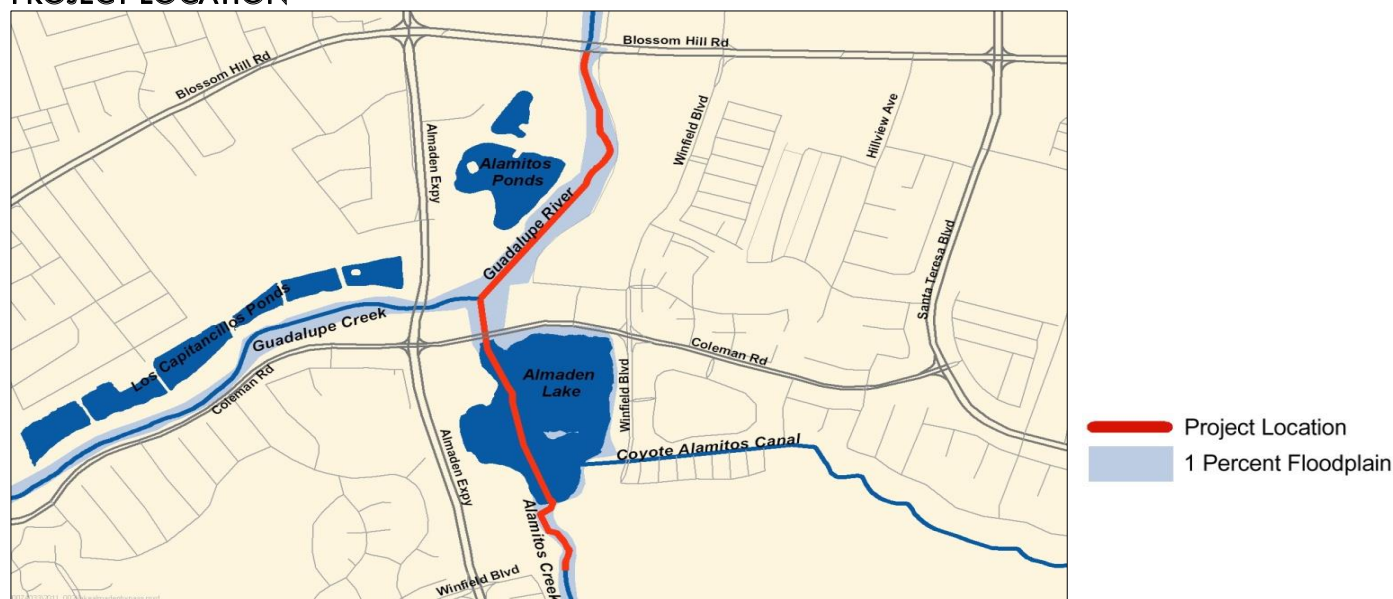 PROJECT LOCATION
Blossom Hill Rd
Blossom Hill Rd
Almaden Expy
Alamitos
Ponds
Winfield Blvd
Hillview Ave
Guadalupe River
Santa Teresa Blvd
Los Capitancillos Ponds
Guadalupe Creek
Coleman Rd
Coleman Rd
Almaden
Lake
Winfield Blvd
Almaden Expy
Coyote Alamitos Canal
Alamitos Creek
Winfield Blvd
Project Location
1 Percent Floodplain